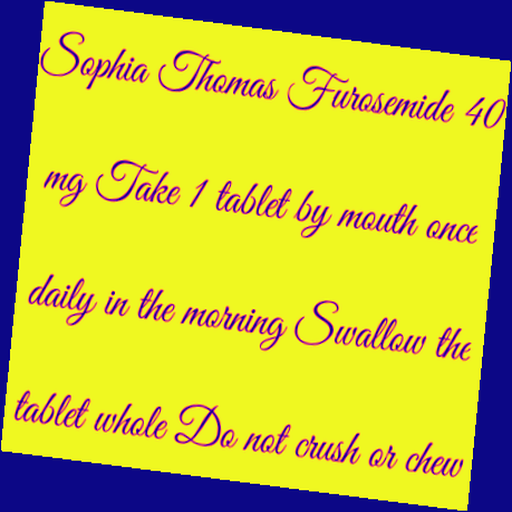 Sophia Thomas Furosemide 40
mg Take 1 tablet by mouth once
daily in the morning Swallow the
tablet whole Do not crush or chew